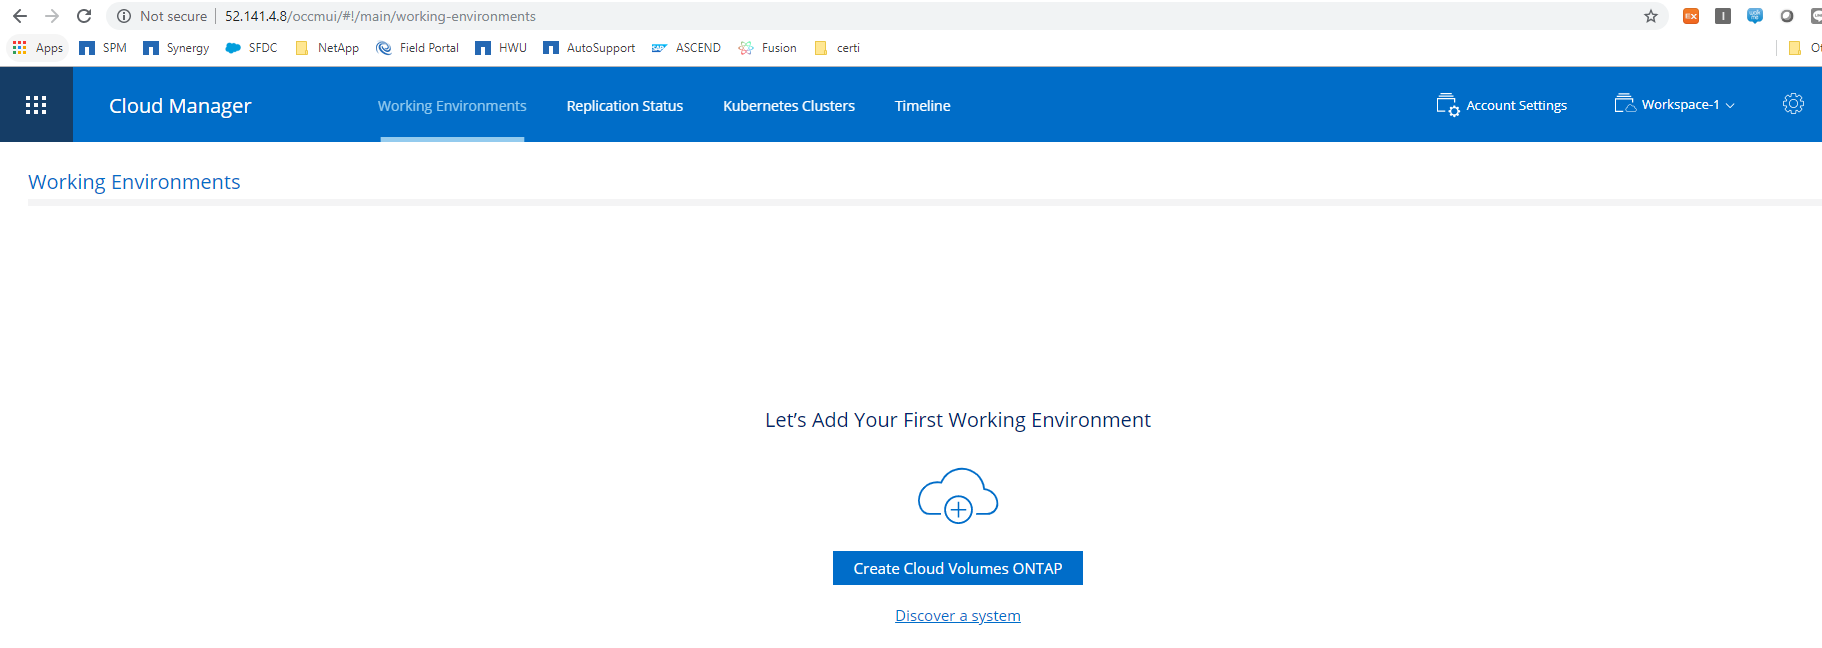 Not secure | 52.141.4.8/occmui/#!/main/working-environments
Apps SPM Synergy SFDC NetApp Field Portal HWU AutoSupport ASCEND Fusion certi
Cloud Manager Working Environments Replication Status Kubernetes Clusters Timeline Account Settings Workspace-1
Working Environments
Let's Add Your First Working Environment
Create Cloud Volumes ONTAP
Discover a system